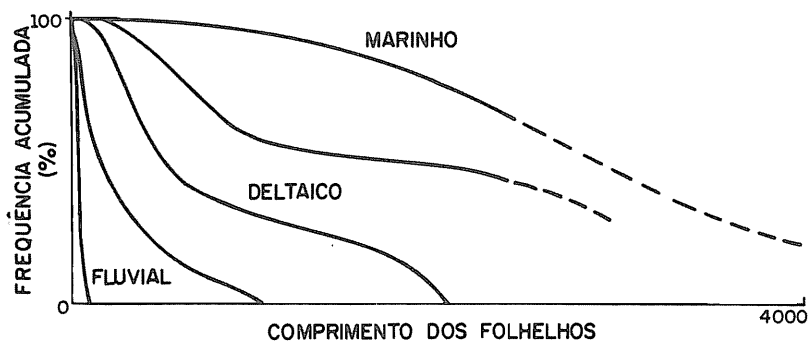 100
MARINHO
FREQUÊNCIA ACUMULADA
(%)
DELTAICO
FLUVIAL
0
4000
COMPRIMENTO DOS FOLHELHOS